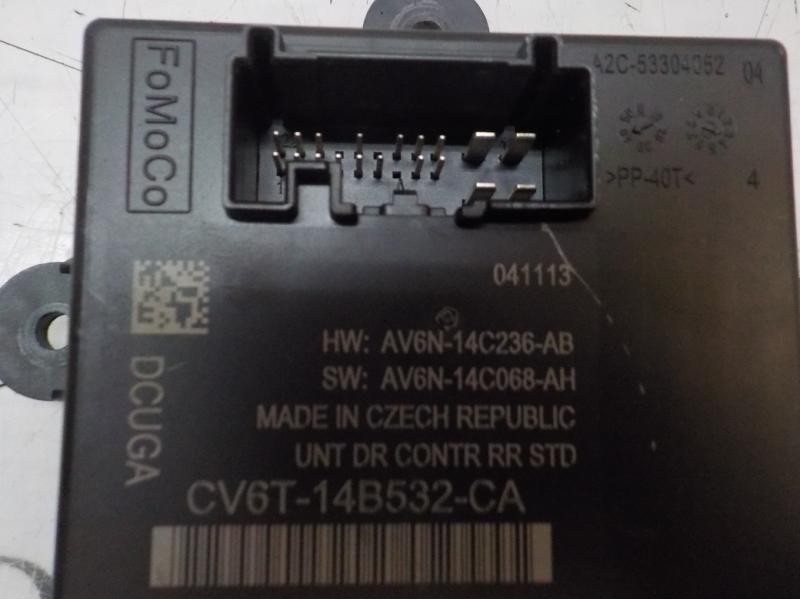 FoMoCo
A2C-53304052 04
>PP-40T< 4
1
041113
HW: AV6N-14C236-AB
SW: AV6N-14C068-AH
MADE IN CZECH REPUBLIC
UNT DR CONTR RR STD
DCUGA
CV6T-14B532-CA